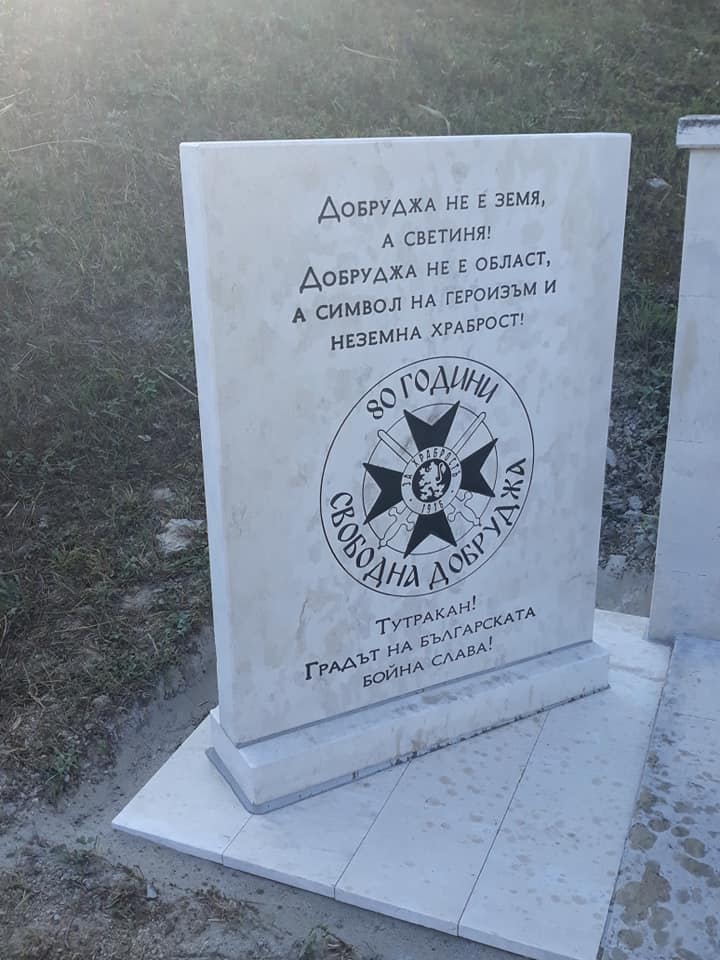 Добруджа не е земя,
а светиня!
Добруджа не е област,
а символ на героизъм и
неземна храброст!
80 ГОДИНИ
ЗА ХРАБРОСТЬ
1915
СВОБОДНА ДОБРУДЖА
Тутракан!
Градът на българската
бойна слава!